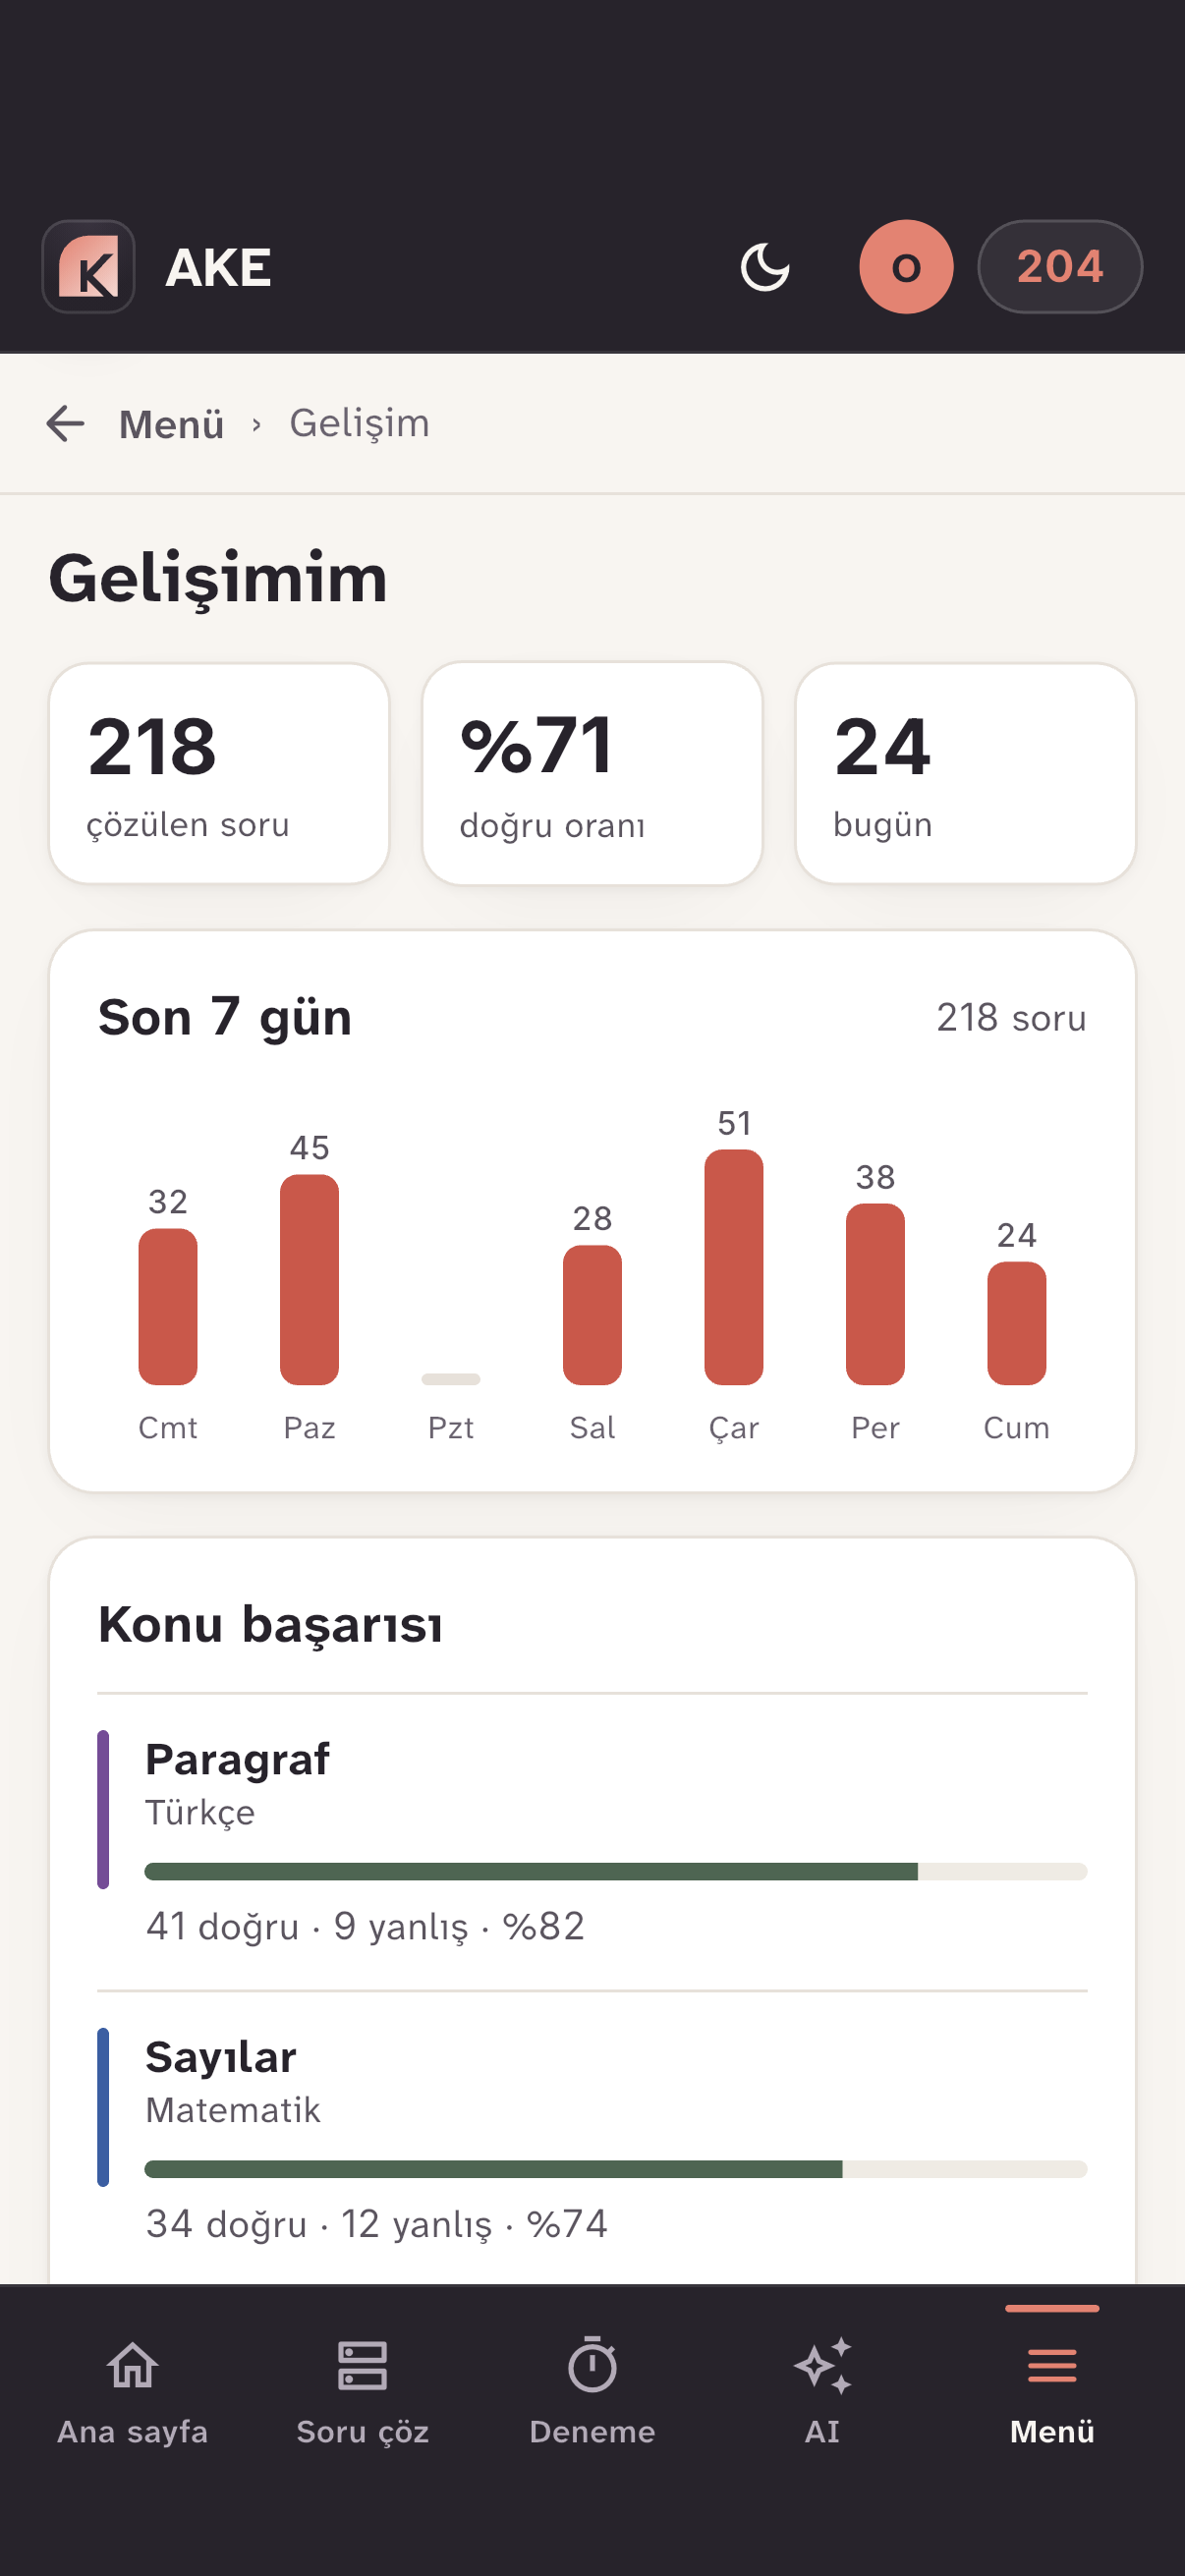 K AKE O 204
Menü › Gelişim
Gelişimim
218 %71 24
çözülen soru doğru oranı bugün
Son 7 gün 218 soru
32 45 28 51 38 24
Cmt Paz Pzt Sal Çar Per Cum
Konu başarısı
Paragraf
Türkçe
41 doğru · 9 yanlış · %82
Sayılar
Matematik
34 doğru · 12 yanlış · %74
Ana sayfa Soru çöz Deneme AI Menü